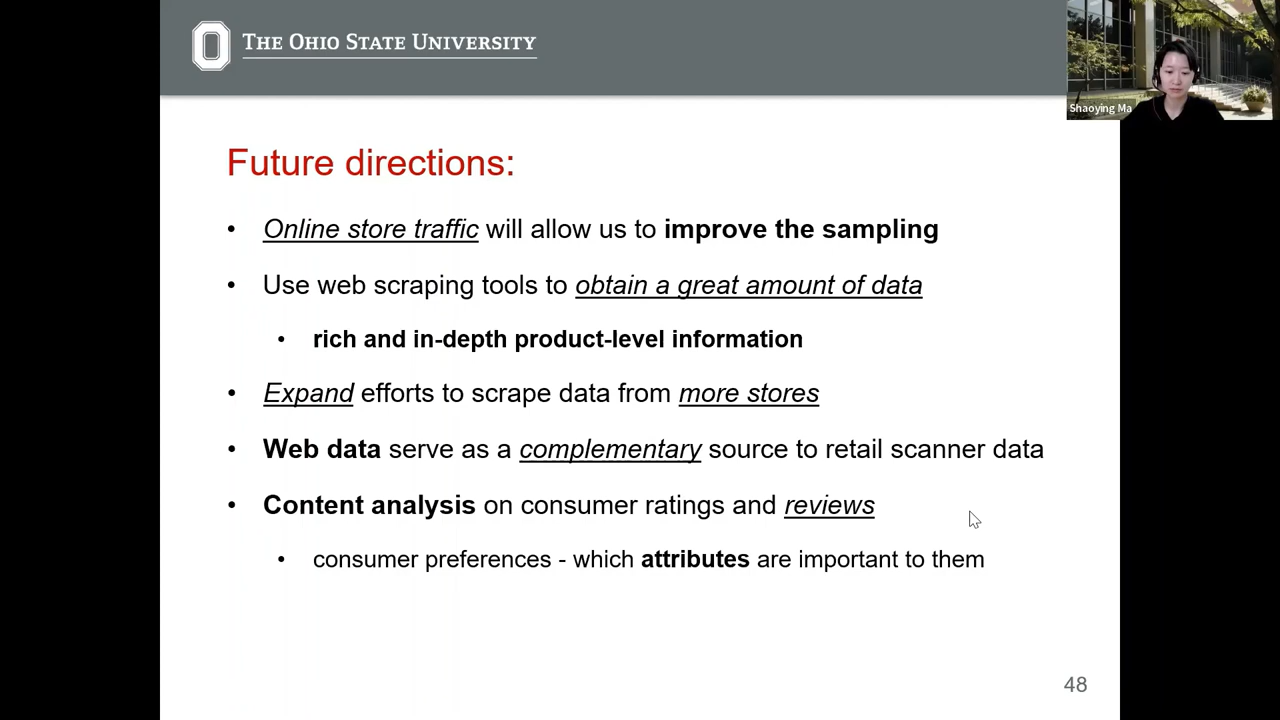 THE OHIO STATE UNIVERSITY
Shaoying Ma
Future directions:
• Online store traffic will allow us to improve the sampling
• Use web scraping tools to obtain a great amount of data
• rich and in-depth product-level information
• Expand efforts to scrape data from more stores
• Web data serve as a complementary source to retail scanner data
• Content analysis on consumer ratings and reviews
• consumer preferences - which attributes are important to them
48